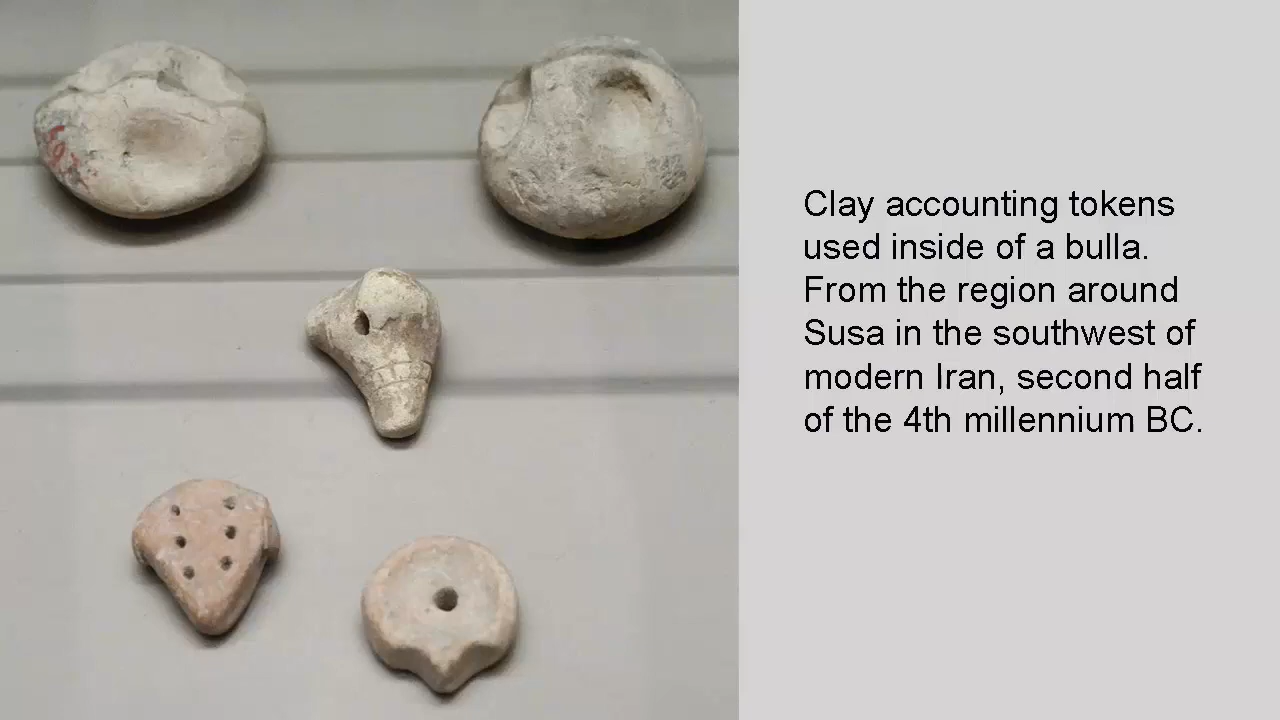 Clay accounting tokens
used inside of a bulla.
From the region around
Susa in the southwest of
modern Iran, second half
of the 4th millennium BC.